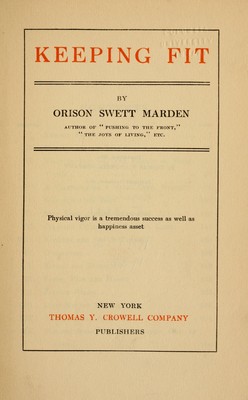 KEEPING FIT
BY
ORISON SWETT MARDEN
AUTHOR OF "PUSHING TO THE FRONT,"
"THE JOYS OF LIVING," ETC.
Physical vigor is a tremendous success as well as
happiness asset
NEW YORK
THOMAS Y. CROWELL COMPANY
PUBLISHERS